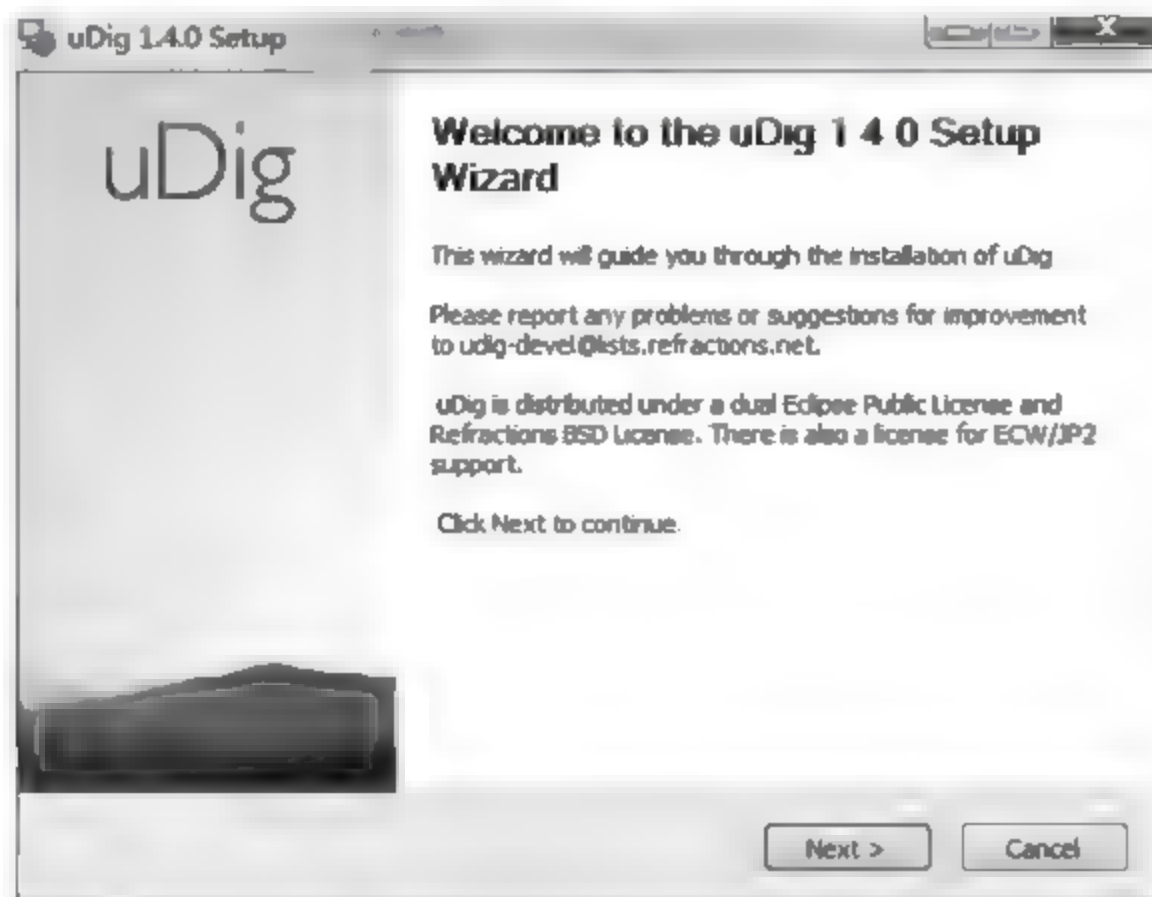 uDig 1.4.0 Setup
X
uDig
Welcome to the uDig 1 4 0 Setup
Wizard
This wizard will guide you through the installation of uDig
Please report any problems or suggestions for improvement
to udig-devel@lists.refractions.net.
uDig is distributed under a dual Eclipse Public License and
Refractions BSD License. There is also a license for ECW/JP2
support.
Click Next to continue.
Next >
Cancel